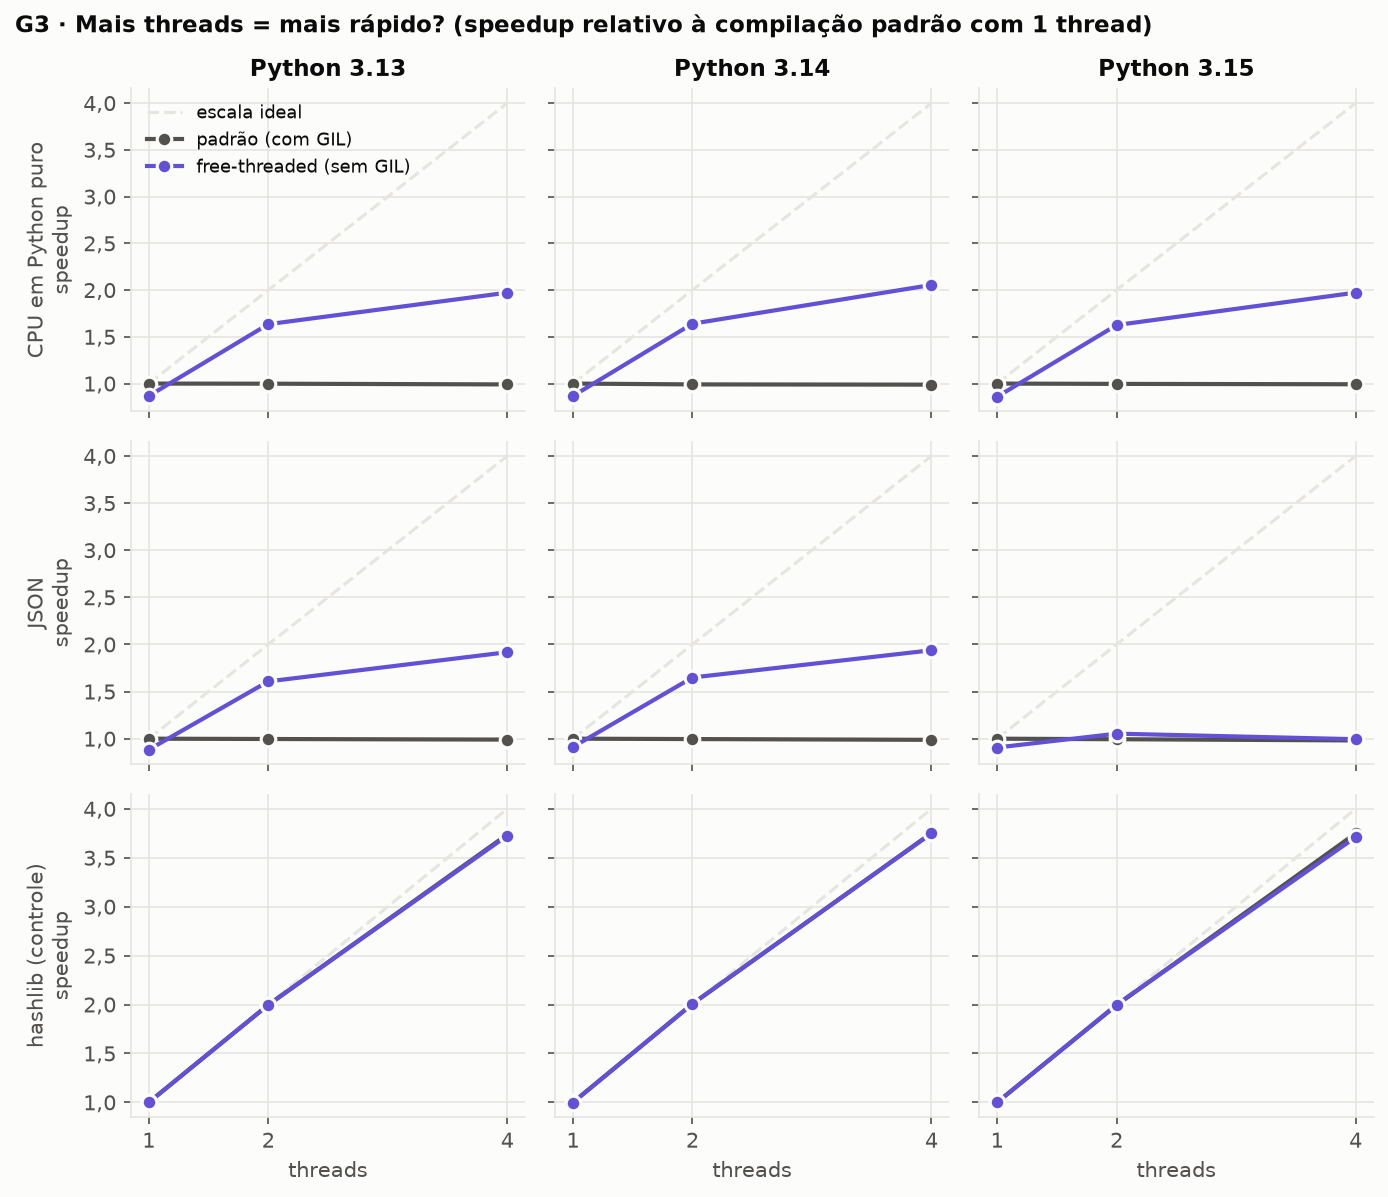 G3 · Mais threads = mais rápido? (speedup relativo à compilação padrão com 1 thread)
Python 3.13
Python 3.14
Python 3.15
CPU em Python puro
speedup
4,0
3,5
3,0
2,5
2,0
1,5
1,0
escala ideal
padrão (com GIL)
free-threaded (sem GIL)
JSON
speedup
4,0
3,5
3,0
2,5
2,0
1,5
1,0
hashlib (controle)
speedup
4,0
3,5
3,0
2,5
2,0
1,5
1,0
1 2 4
1 2 4
1 2 4
threads
threads
threads